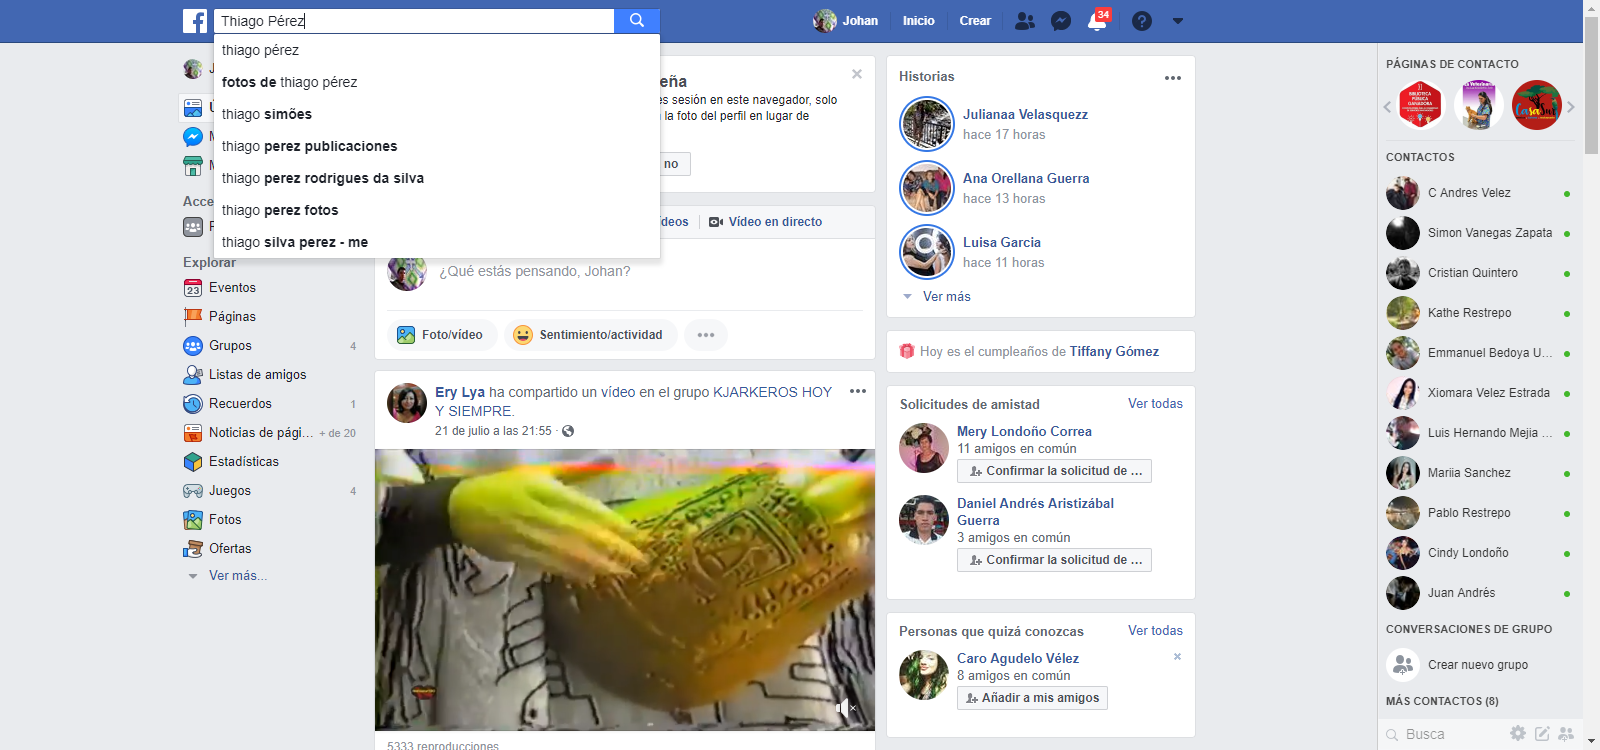 Thiago Pérez
Johan
Inicio
Crear
34
thiago pérez
fotos de thiago pérez
thiago simões
thiago perez publicaciones
thiago perez rodrigues da silva
thiago perez fotos
thiago silva perez - me
Explorar
23
Eventos
Páginas
Grupos 4
Listas de amigos
Recuerdos 1
Noticias de pági... + de 20
Estadísticas
Juegos 4
Fotos
Ofertas
Ver más...
eña
es sesión en este navegador, solo
la foto del perfil en lugar de
no
ídeos
Vídeo en directo
¿Qué estás pensando, Johan?
Foto/vídeo
Sentimiento/actividad
Ery Lya ha compartido un vídeo en el grupo KJARKEROS HOY
Y SIEMPRE.
21 de julio a las 21:55 ·
5333 reproducciones
Historias
Julianaa Velasquezz
hace 17 horas
Ana Orellana Guerra
hace 13 horas
Luisa Garcia
hace 11 horas
Ver más
Hoy es el cumpleaños de Tiffany Gómez
Solicitudes de amistad Ver todas
Mery Londoño Correa
11 amigos en común
Confirmar la solicitud de ...
Daniel Andrés Aristizábal
Guerra
3 amigos en común
Confirmar la solicitud de ...
Personas que quizá conozcas Ver todas
Caro Agudelo Vélez
8 amigos en común
Añadir a mis amigos
PÁGINAS DE CONTACTO
BIBLIOTECA
PÚBLICA
GANADORA
CasaSur
CONTACTOS
C Andres Velez
Simon Vanegas Zapata
Cristian Quintero
Kathe Restrepo
Emmanuel Bedoya U...
Xiomara Velez Estrada
Luis Hernando Mejia ...
Mariia Sanchez
Pablo Restrepo
Cindy Londoño
Juan Andrés
CONVERSACIONES DE GRUPO
Crear nuevo grupo
MÁS CONTACTOS (8)
Busca